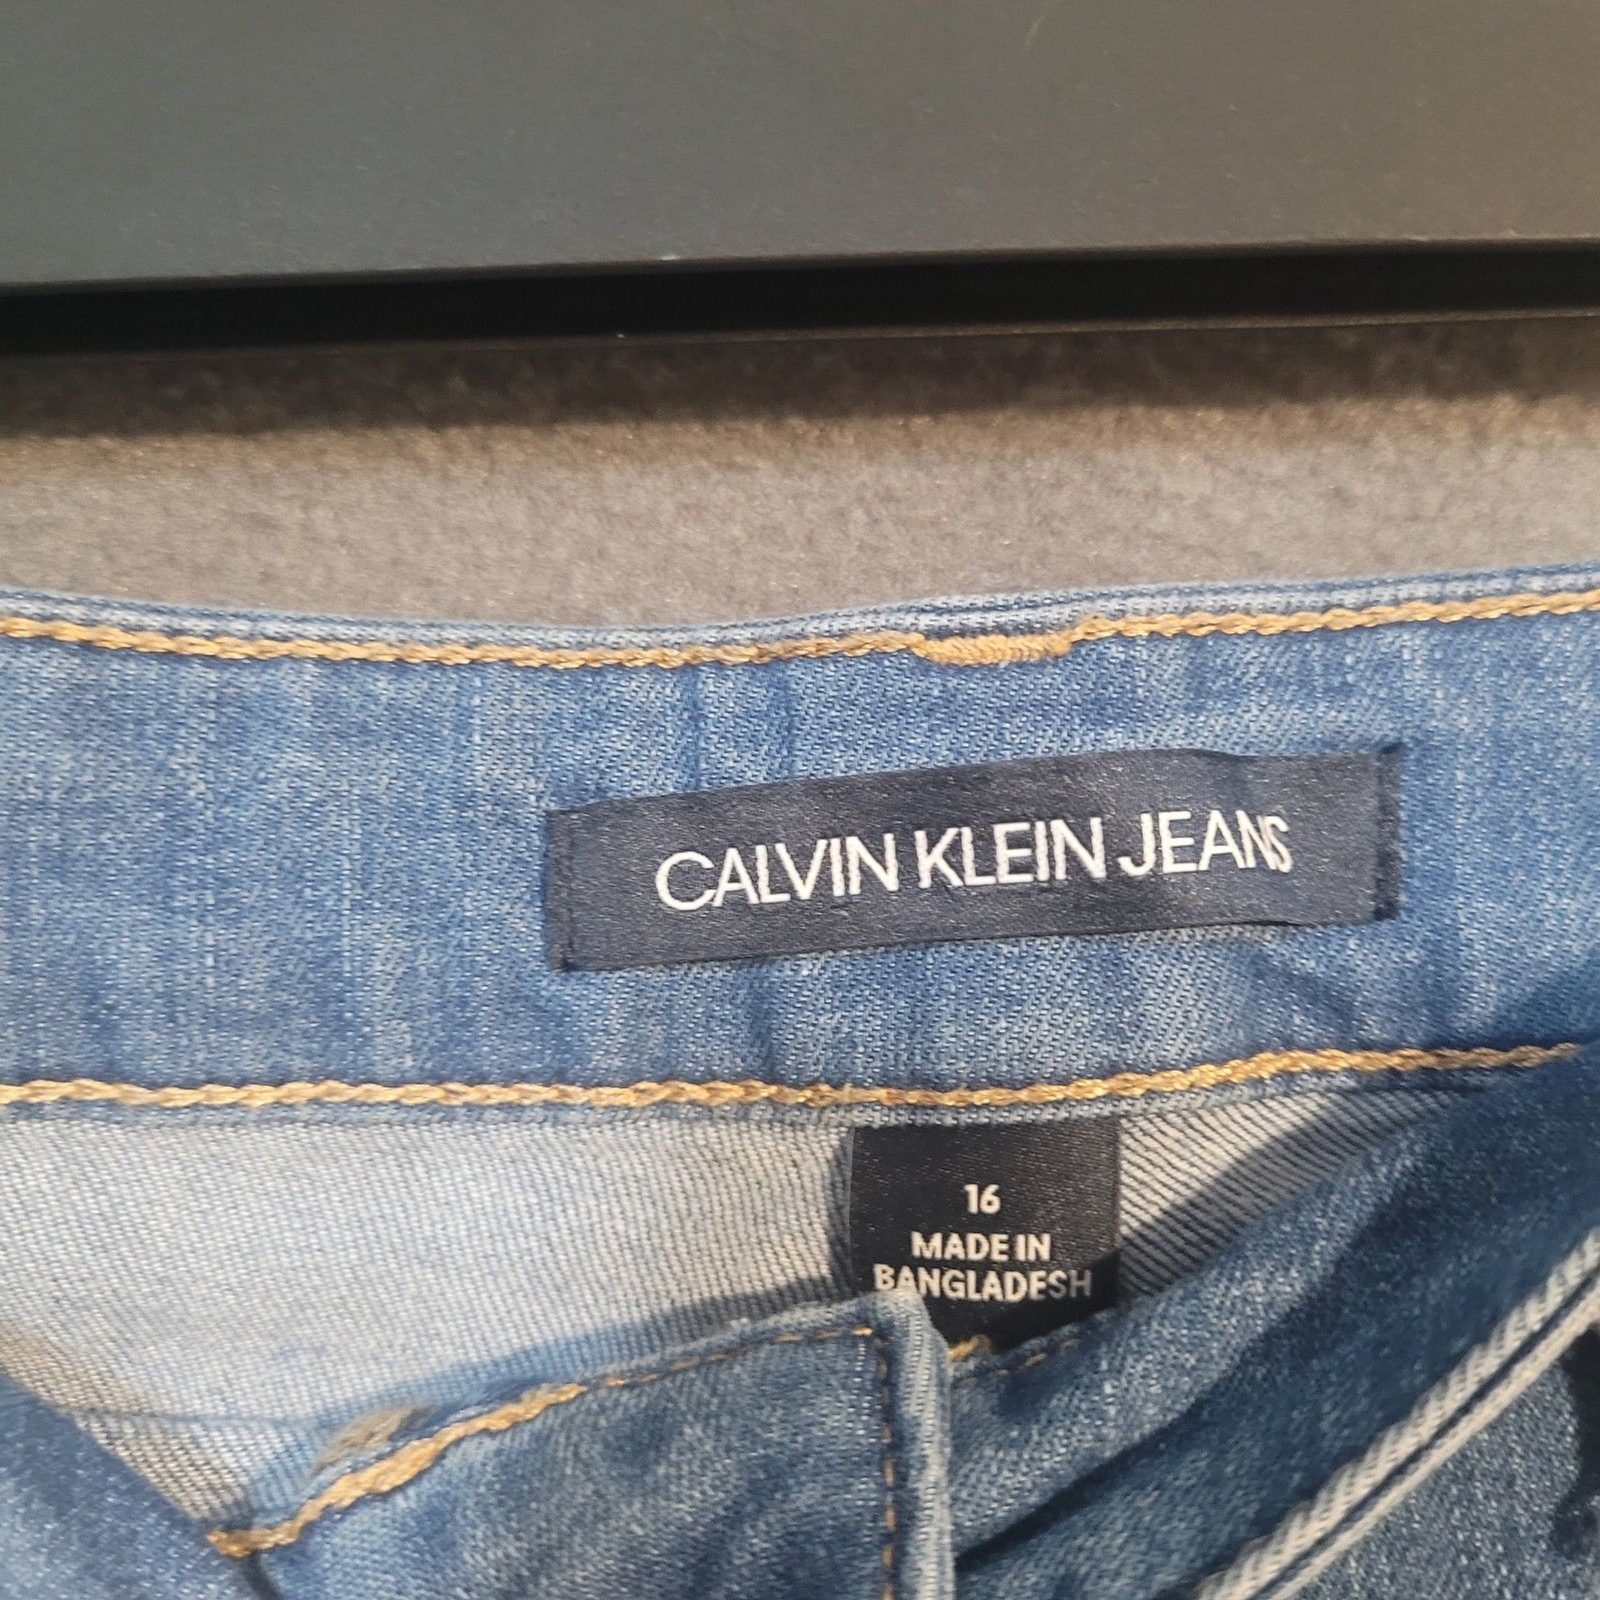 CALVIN KLEIN JEANS
16
MADE IN
BANGLADESH